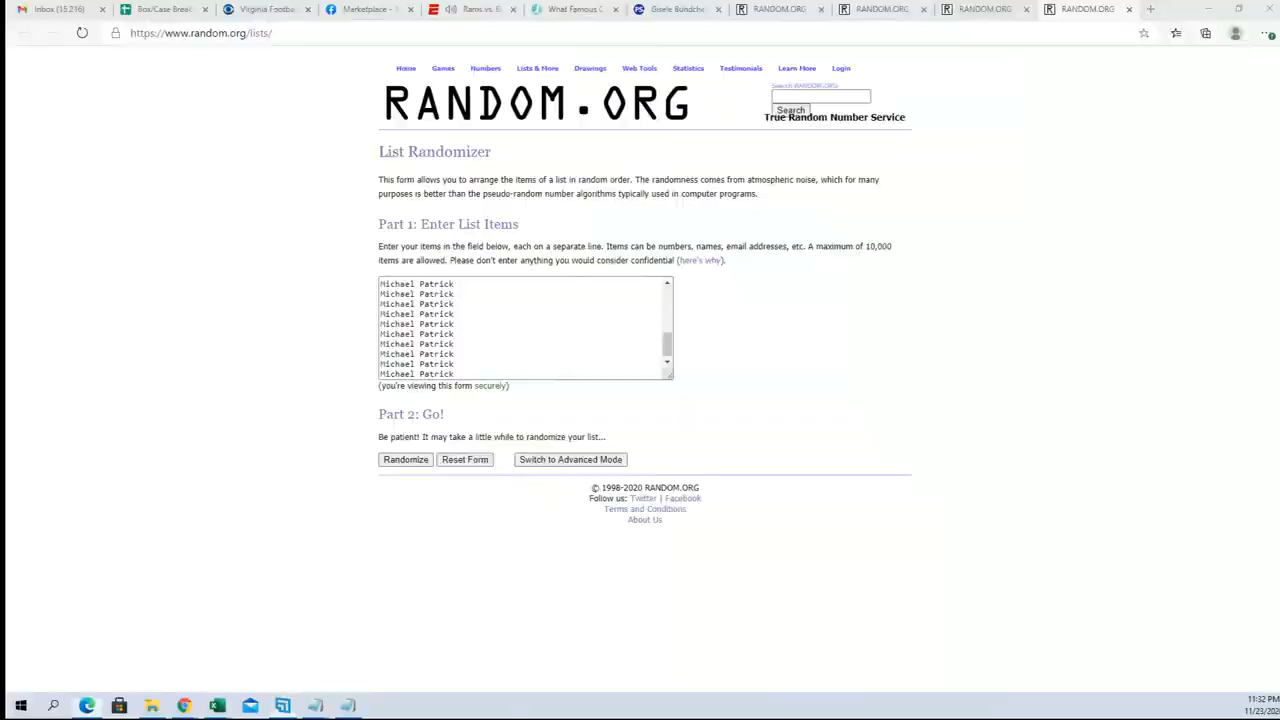 Inbox (15,216)
Box/Case Break
Virginia Footba
Marketplace -
Rams vs. B
What Famous C
Gisele Bündche
RANDOM.ORG
RANDOM.ORG
RANDOM.ORG
RANDOM.ORG
https://www.random.org/lists/
Home Games Numbers Lists & More Drawings Web Tools Statistics Testimonials Learn More Login
RANDOM.ORG
Search RANDOM.ORG
Search
True Random Number Service
List Randomizer
This form allows you to arrange the items of a list in random order. The randomness comes from atmospheric noise, which for many
purposes is better than the pseudo-random number algorithms typically used in computer programs.
Part 1: Enter List Items
Enter your items in the field below, each on a separate line. Items can be numbers, names, email addresses, etc. A maximum of 10,000
items are allowed. Please don't enter anything you would consider confidential (here's why).
Michael Patrick
Michael Patrick
Michael Patrick
Michael Patrick
Michael Patrick
Michael Patrick
Michael Patrick
Michael Patrick
Michael Patrick
Michael Patrick
(you're viewing this form securely)
Part 2: Go!
Be patient! It may take a little while to randomize your list...
Randomize Reset Form Switch to Advanced Mode
© 1998-2020 RANDOM.ORG
Follow us: Twitter | Facebook
Terms and Conditions
About Us
11:32 PM
11/23/202